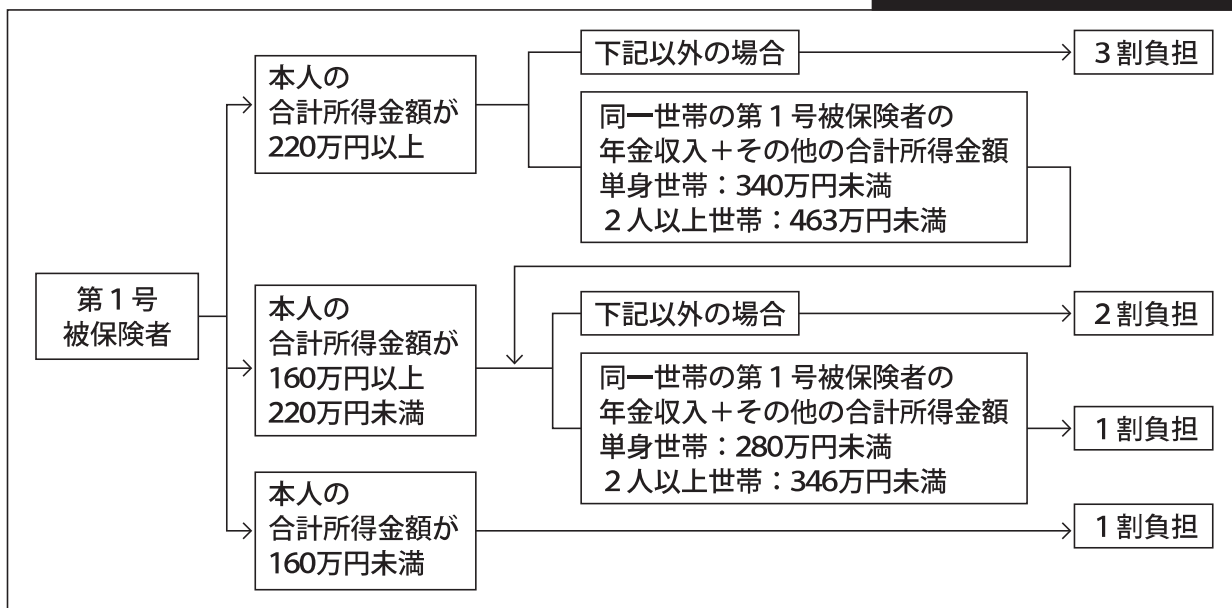 第１号
被保険者
本人の
合計所得金額が
220万円以上
下記以外の場合
３割負担
同一世帯の第１号被保険者の
年金収入＋その他の合計所得金額
単身世帯：340万円未満
２人以上世帯：463万円未満
本人の
合計所得金額が
160万円以上
220万円未満
下記以外の場合
２割負担
同一世帯の第１号被保険者の
年金収入＋その他の合計所得金額
単身世帯：280万円未満
２人以上世帯：346万円未満
１割負担
本人の
合計所得金額が
160万円未満
１割負担